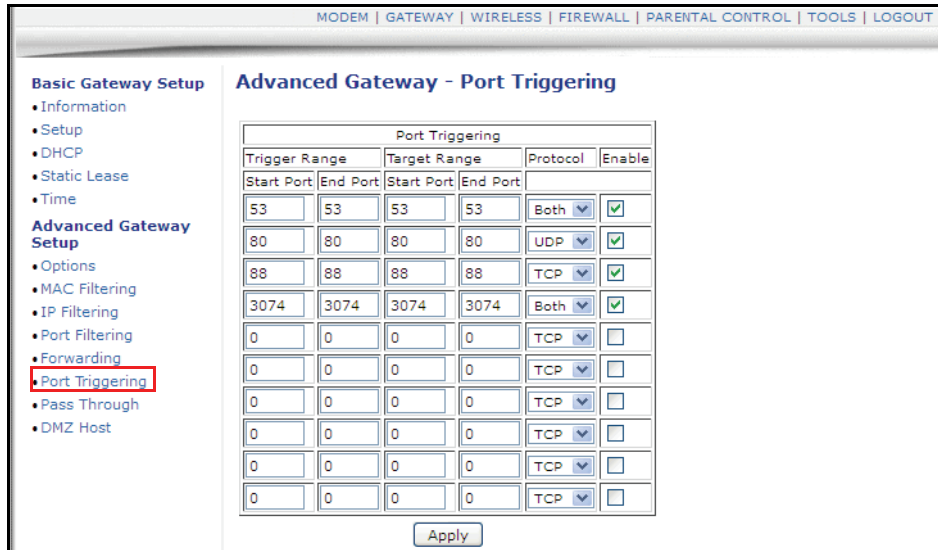 MODEM | GATEWAY | WIRELESS | FIREWALL | PARENTAL CONTROL | TOOLS | LOGOUT
Basic Gateway Setup
•Information
•Setup
•DHCP
•Static Lease
•Time
Advanced Gateway
Setup
•Options
•MAC Filtering
•IP Filtering
•Port Filtering
•Forwarding
•Port Triggering
•Pass Through
•DMZ Host
Advanced Gateway - Port Triggering
Port Triggering
Trigger Range Target Range Protocol Enable
Start Port End Port Start Port End Port
53 53 53 53 Both
80 80 80 80 UDP
88 88 88 88 TCP
3074 3074 3074 3074 Both
0 0 0 0 TCP
0 0 0 0 TCP
0 0 0 0 TCP
0 0 0 0 TCP
0 0 0 0 TCP
0 0 0 0 TCP
Apply